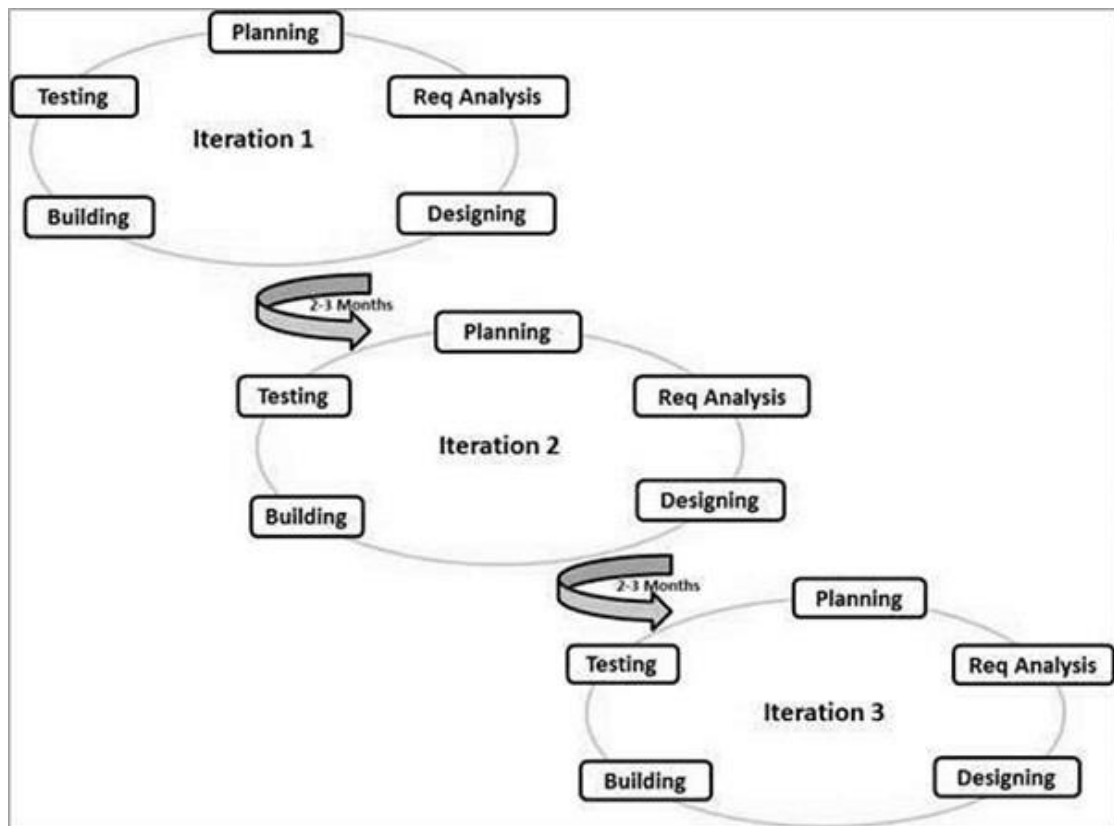 Planning
Testing
Req Analysis
Iteration 1
Building
Designing
2-3 Months
Planning
Testing
Req Analysis
Iteration 2
Building
Designing
2-3 Months
Planning
Testing
Req Analysis
Iteration 3
Building
Designing